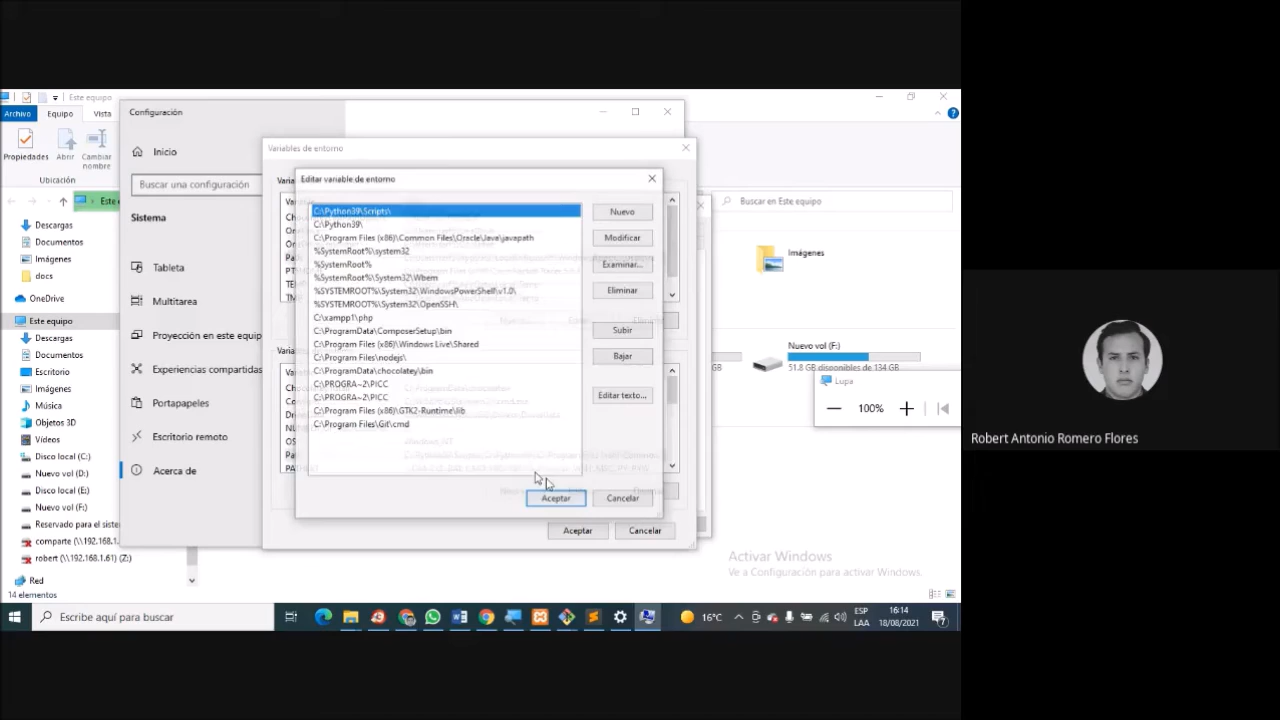 Este equipo
Archivo
Equipo
Vista
Propiedades
Abrir
Cambiar
nombre
Ubicación
Este e
Descargas
Documentos
Imágenes
docs
OneDrive
Este equipo
Descargas
Documentos
Escritorio
Imágenes
Música
Objetos 3D
Vídeos
Disco local (C:)
Nuevo vol (D:)
Disco local (E:)
Nuevo vol (F:)
Reservado para el siste
comparte (\\192.168.1.
robert (\\192.168.1.61) (Z:)
Red
14 elementos
Configuración
Inicio
Buscar una configuración
Sistema
Tableta
Multitarea
Proyección en este equip
Experiencias compartidas
Portapapeles
Escritorio remoto
Acerca de
Variables de entorno
Editar variable de entorno
C:\Python39\Scripts\
C:\Python39\
C:\Program Files (x86)\Common Files\Oracle\Java\javapath
%SystemRoot%\system32
%SystemRoot%
%SystemRoot%\System32\Wbem
%SYSTEMROOT%\System32\WindowsPowerShell\v1.0\
%SYSTEMROOT%\System32\OpenSSH\
C:\xampp1\php
C:\ProgramData\ComposerSetup\bin
C:\Program Files (x86)\Windows Live\Shared
C:\Program Files\nodejs\
C:\ProgramData\chocolatey\bin
C:\PROGRA~2\PICC
C:\PROGRA~2\PICC
C:\Program Files (x86)\GTK2-Runtime\lib
C:\Program Files\Git\cmd
Nuevo
Modificar
Examinar...
Eliminar
Subir
Bajar
Editar texto...
Aceptar
Cancelar
Aceptar
Cancelar
Buscar en Este equipo
Imágenes
Nuevo vol (F:)
GB
51.8 GB disponibles de 134 GB
Lupa
100%
Activar Windows
Ve a Configuración para activar Windows.
Escribe aquí para buscar
16°C
ESP
LAA
16:14
18/08/2021
Robert Antonio Romero Flores